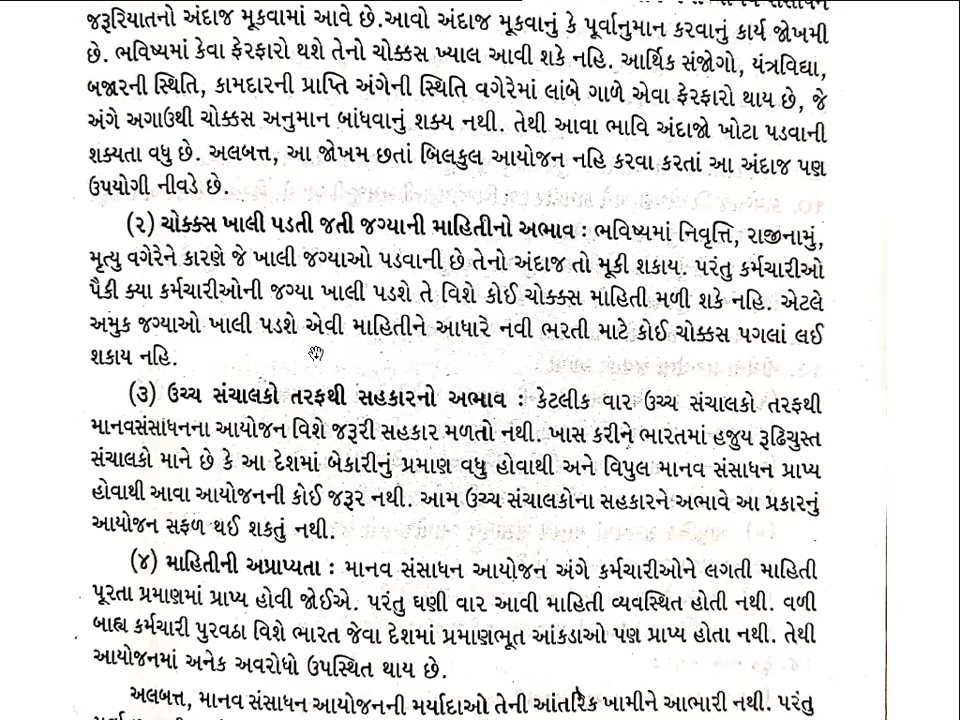 જરૂરિયાતનો અંદાજ મૂકવામાં આવે છે.આવો અંદાજ મૂકવાનું કે પૂર્વાનુમાન કરવાનું કાર્ય જોખમી
છે. ભવિષ્યમાં કેવા ફેરફારો થશે તેનો ચોક્કસ ખ્યાલ આવી શકે નહિ. આર્થિક સંજોગો, યંત્રવિદ્યા,
બજારની સ્થિતિ, કામદારની પ્રાપ્તિ અંગેની સ્થિતિ વગેરેમાં લાંબે ગાળે એવા ફેરફારો થાય છે, જે
અંગે અગાઉથી ચોક્કસ અનુમાન બાંધવાનું શક્ય નથી. તેથી આવા ભાવિ અંદાજો ખોટા પડવાની
શક્યતા વધુ છે. અલબત્ત, આ જોખમ છતાં બિલકુલ આયોજન નહિ કરવા કરતાં આ અંદાજ પણ
ઉપયોગી નીવડે છે.
(૨) ચોક્ક્સ ખાલી પડતી જતી જગ્યાની માહિતીનો અભાવ : ભવિષ્યમાં નિવૃત્તિ, રાજીનામું,
મૃત્યુ વગેરેને કારણે જે ખાલી જગ્યાઓ પડવાની છે તેનો અંદાજ તો મૂકી શકાય. પરંતુ કર્મચારીઓ
પૈકી ક્યા કર્મચારીઓની જગ્યા ખાલી પડશે તે વિશે કોઈ ચોક્ક્સ માહિતી મળી શકે નહિ. એટલે
અમુક જગ્યાઓ ખાલી પડશે એવી માહિતીને આધારે નવી ભરતી માટે કોઈ ચોક્કસ પગલાં લઈ
શકાય નહિ.
(૩) ઉચ્ચ સંચાલકો તરફથી સહકારનો અભાવ : કેટલીક વાર ઉચ્ચ સંચાલકો તરફથી
માનવસંસાધનના આયોજન વિશે જરૂરી સહકાર મળતો નથી. ખાસ કરીને ભારતમાં હજુય રૂઢિચુસ્ત
સંચાલકો માને છે કે આ દેશમાં બેકારીનું પ્રમાણ વધુ હોવાથી અને વિપુલ માનવ સંસાધન પ્રાપ્ય
હોવાથી આવા આયોજનની કોઈ જરૂર નથી. આમ ઉચ્ચ સંચાલકોના સહકારને અભાવે આ પ્રકારનું
આયોજન સફળ થઈ શકતું નથી.
(૪) માહિતીની અપ્રાપ્યતા : માનવ સંસાધન આયોજન અંગે કર્મચારીઓને લગતી માહિતી
પૂરતા પ્રમાણમાં પ્રાપ્ય હોવી જોઈએ. પરંતુ ઘણી વાર આવી માહિતી વ્યવસ્થિત હોતી નથી. વળી
બાહ્ય કર્મચારી પુરવઠા વિશે ભારત જેવા દેશમાં પ્રમાણભૂત આંકડાઓ પણ પ્રાપ્ય હોતા નથી. તેથી
આયોજનમાં અનેક અવરોધો ઉપસ્થિત થાય છે.
અલબત્ત, માનવ સંસાધન આયોજનની મર્યાદાઓ તેની આંતરિક ખામીને આભારી નથી. પરંતુ